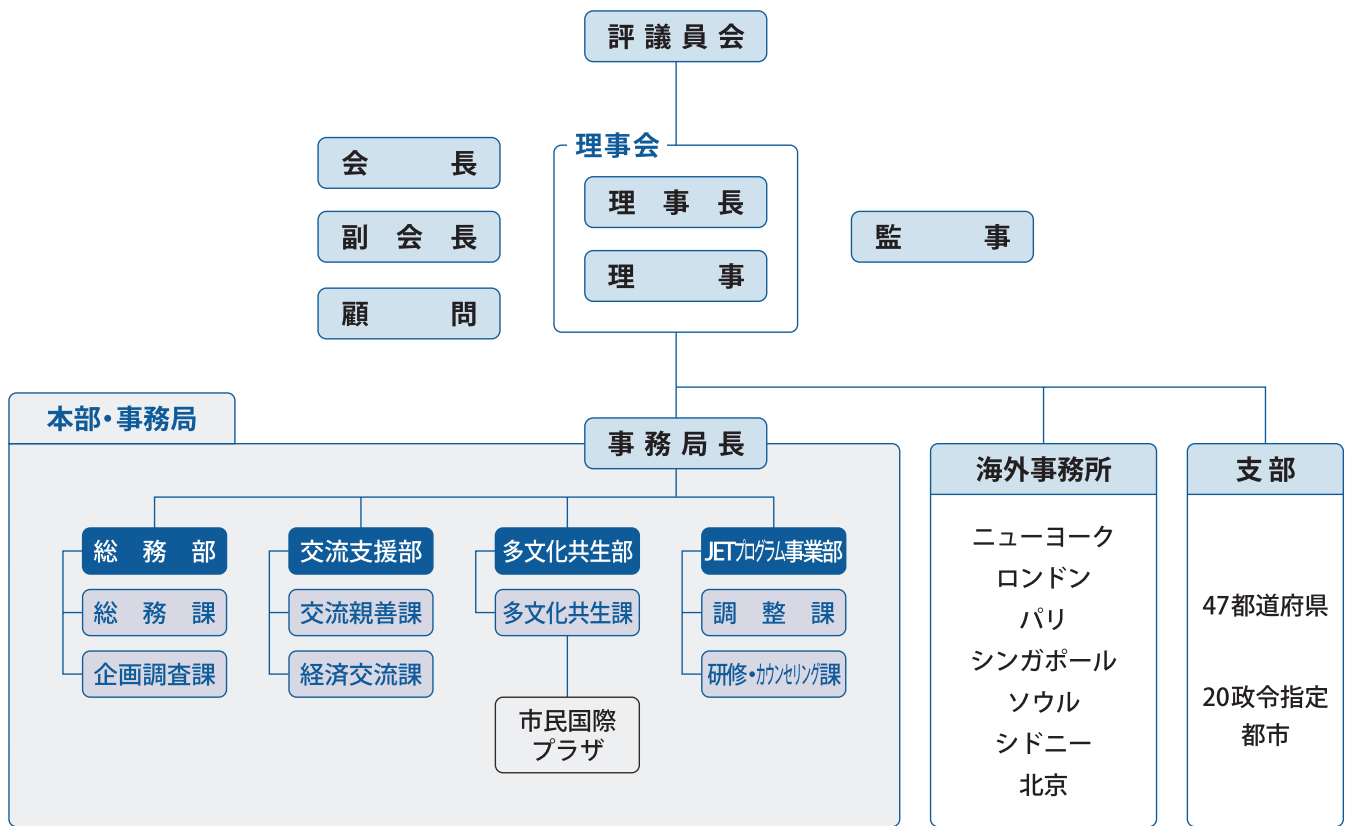 評議員会
会長
副会長
顧問
理事会
理事長
理事
監事
本部・事務局
事務局長
総務部
総務課
企画調査課
交流支援部
交流親善課
経済交流課
多文化共生部
多文化共生課
市民国際
プラザ
JETプログラム事業部
調整課
研修・カウンセリング課
海外事務所
ニューヨーク
ロンドン
パリ
シンガポール
ソウル
シドニー
北京
支部
47都道府県
20政令指定
都市